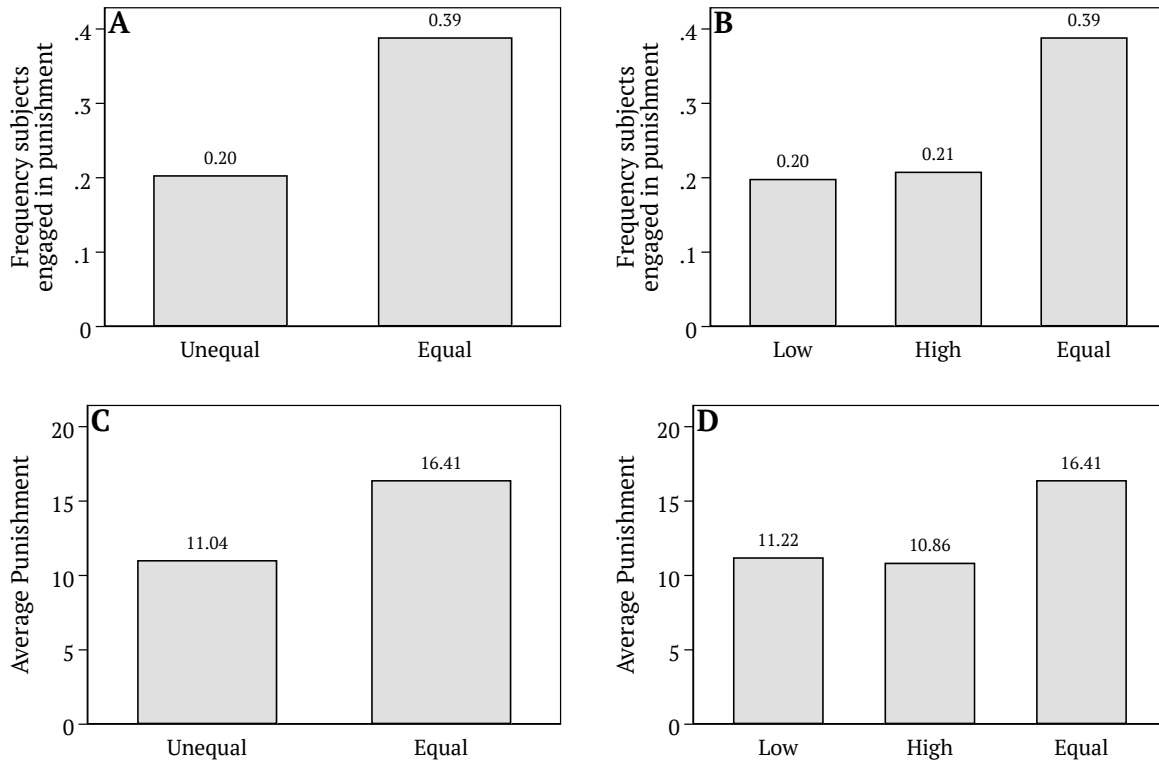 A
Frequency subjects
engaged in punishment
.4
.3
.2
.1
0
0.20
0.39
Unequal Equal
B
Frequency subjects
engaged in punishment
.4
.3
.2
.1
0
0.20
0.21
0.39
Low High Equal
C
Average Punishment
20
15
10
5
0
11.04
16.41
Unequal Equal
D
Average Punishment
20
15
10
5
0
11.22
10.86
16.41
Low High Equal